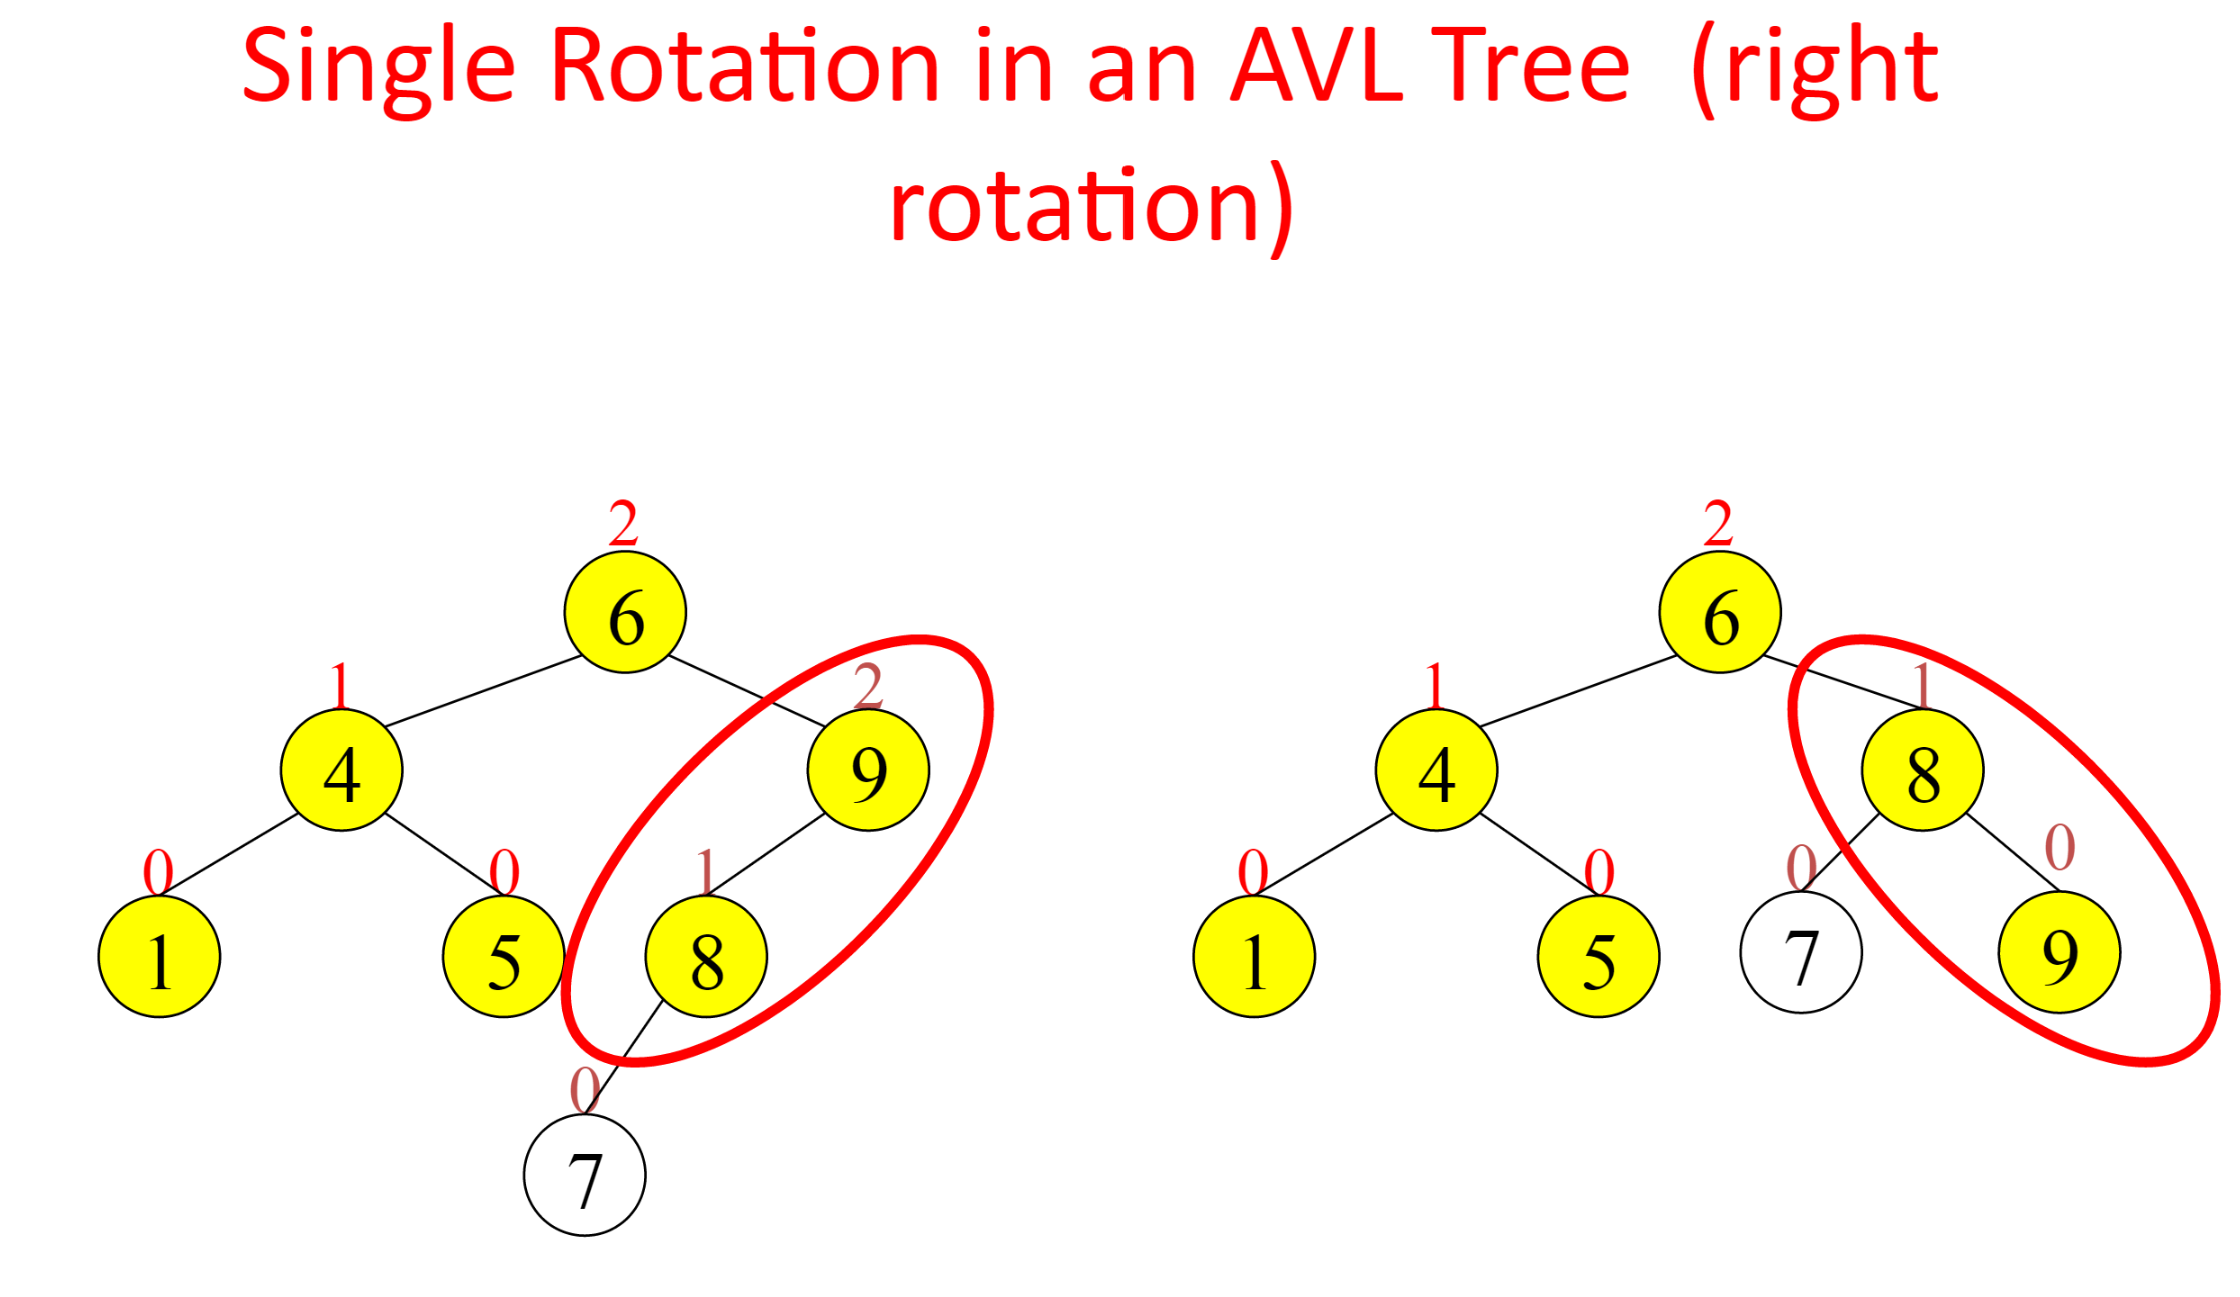 Single Rotation in an AVL Tree (right
rotation)
2 2
6 6
1 2 1 1
4 9 4 8
0 0 1 0 0 0 0
1 5 8 1 5 7 9
0
7